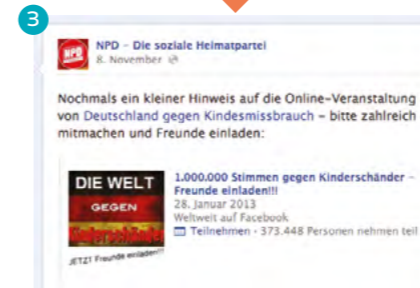 3
NPD
NPD - Die soziale Heimatpartei
8. November
Nochmals ein kleiner Hinweis auf die Online-Veranstaltung
von Deutschland gegen Kindesmissbrauch - bitte zahlreich
mitmachen und Freunde einladen:
DIE WELT
GEGEN
Kinderschänder
JETZT Freunde einladen!!!
1.000.000 Stimmen gegen Kinderschänder -
Freunde einladen!!!
28. Januar 2013
Weltweit auf Facebook
Teilnehmen · 373.448 Personen nehmen teil